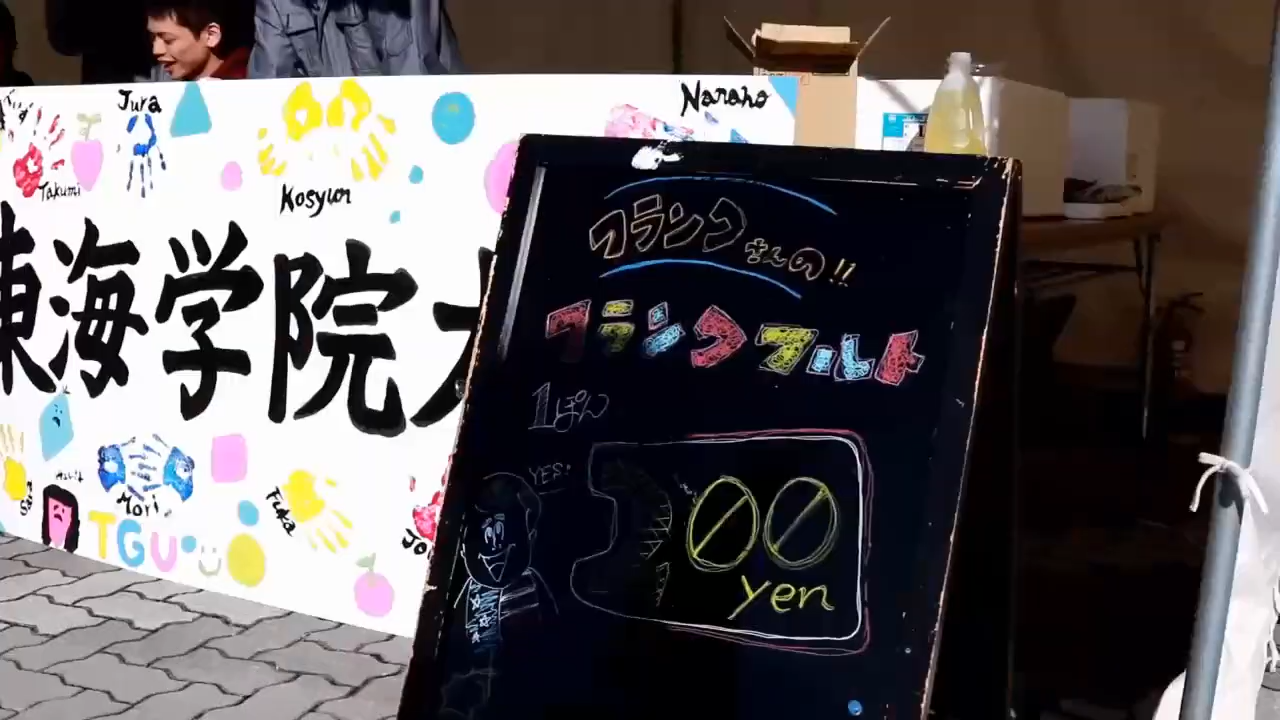 Jura
Naraho
Takumi
Kosyun
東海学院大
フランクさんの!!
フランクフルト
1ぽん
YES!
00
yen
Mori
Fuka
TGU